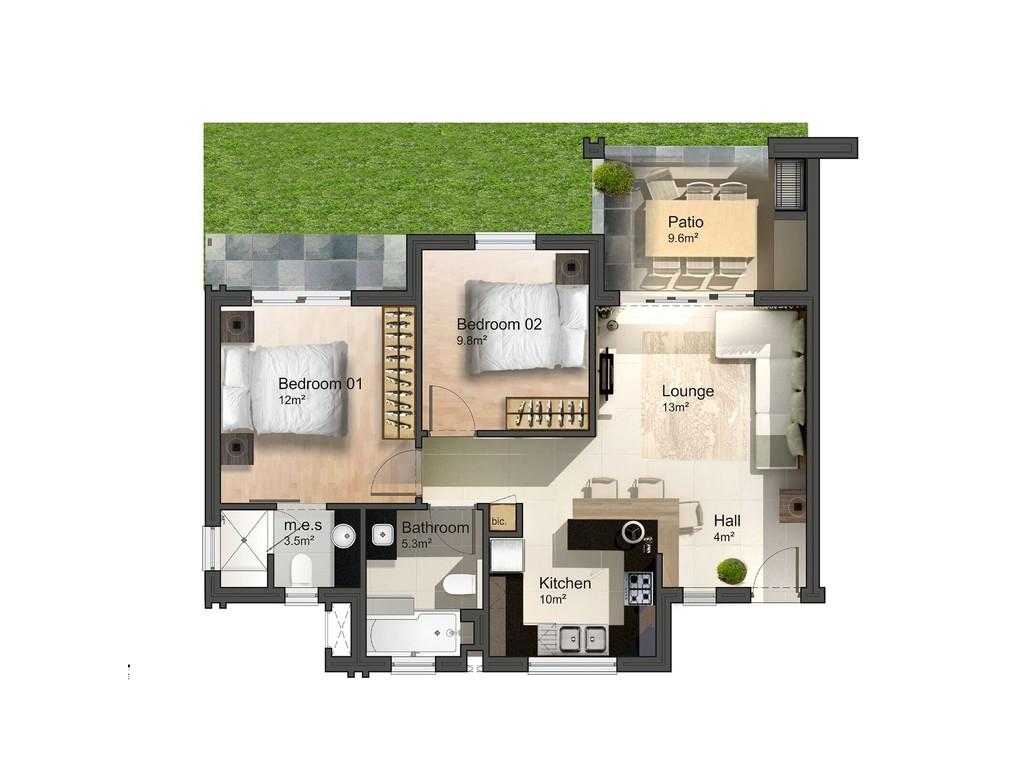 Patio
9.6m²
Bedroom 02
9.8m²
Bedroom 01
12m²
Lounge
13m²
Hall
4m²
m.e.s
3.5m²
Bathroom
5.3m²
bic.
Kitchen
10m²